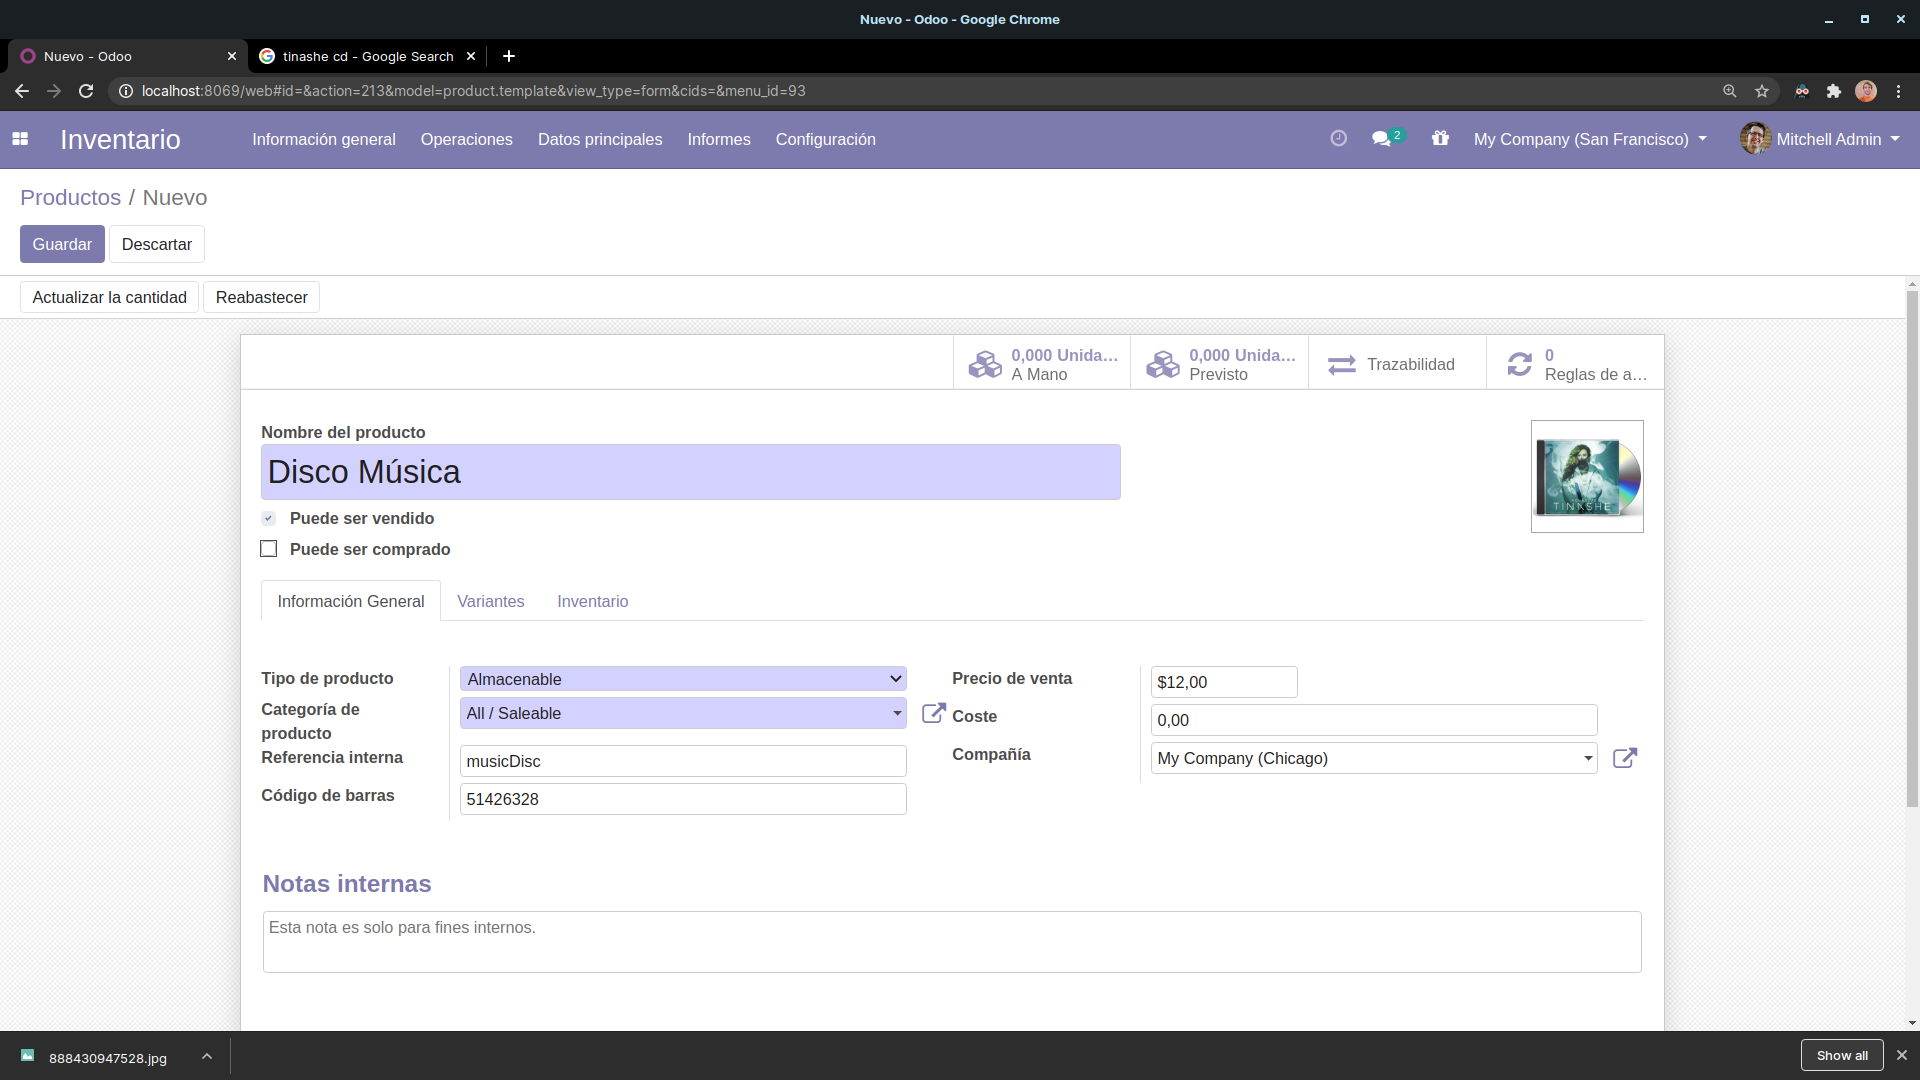 Nuevo - Odoo - Google Chrome
Nuevo - Odoo
tinashe cd - Google Search
localhost:8069/web#id=&action=213&model=product.template&view_type=form&cids=&menu_id=93
Inventario
Información general
Operaciones
Datos principales
Informes
Configuración
2
My Company (San Francisco)
Mitchell Admin
Productos / Nuevo
Guardar
Descartar
Actualizar la cantidad
Reabastecer
0,000 Unida…
A Mano
0,000 Unida…
Previsto
Trazabilidad
0
Reglas de a…
Nombre del producto
Disco Música
TINASHE
Puede ser vendido
Puede ser comprado
Información General
Variantes
Inventario
Tipo de producto
Almacenable
Categoría de
producto
All / Saleable
Referencia interna
musicDisc
Código de barras
51426328
Precio de venta
$12,00
Coste
0,00
Compañía
My Company (Chicago)
Notas internas
Esta nota es solo para fines internos.
888430947528.jpg
Show all